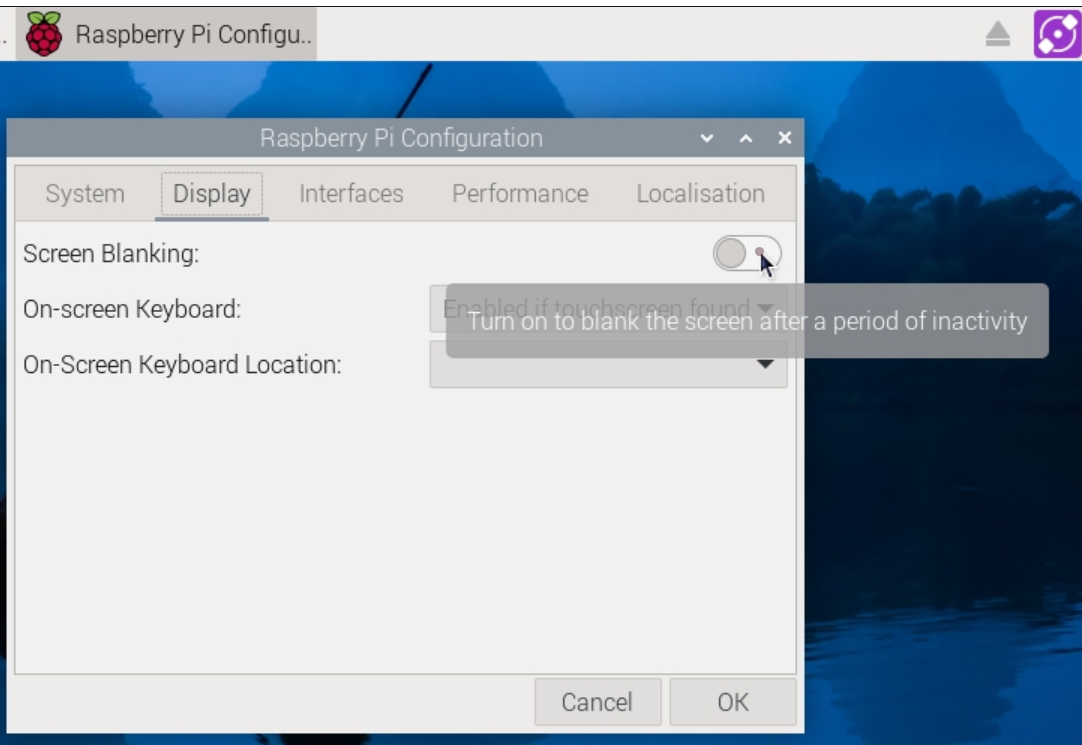 Raspberry Pi Configu..
Raspberry Pi Configuration
System Display Interfaces Performance Localisation
Screen Blanking:
On-screen Keyboard: Enabled if touchscreen found
Turn on to blank the screen after a period of inactivity
On-Screen Keyboard Location:
Cancel OK